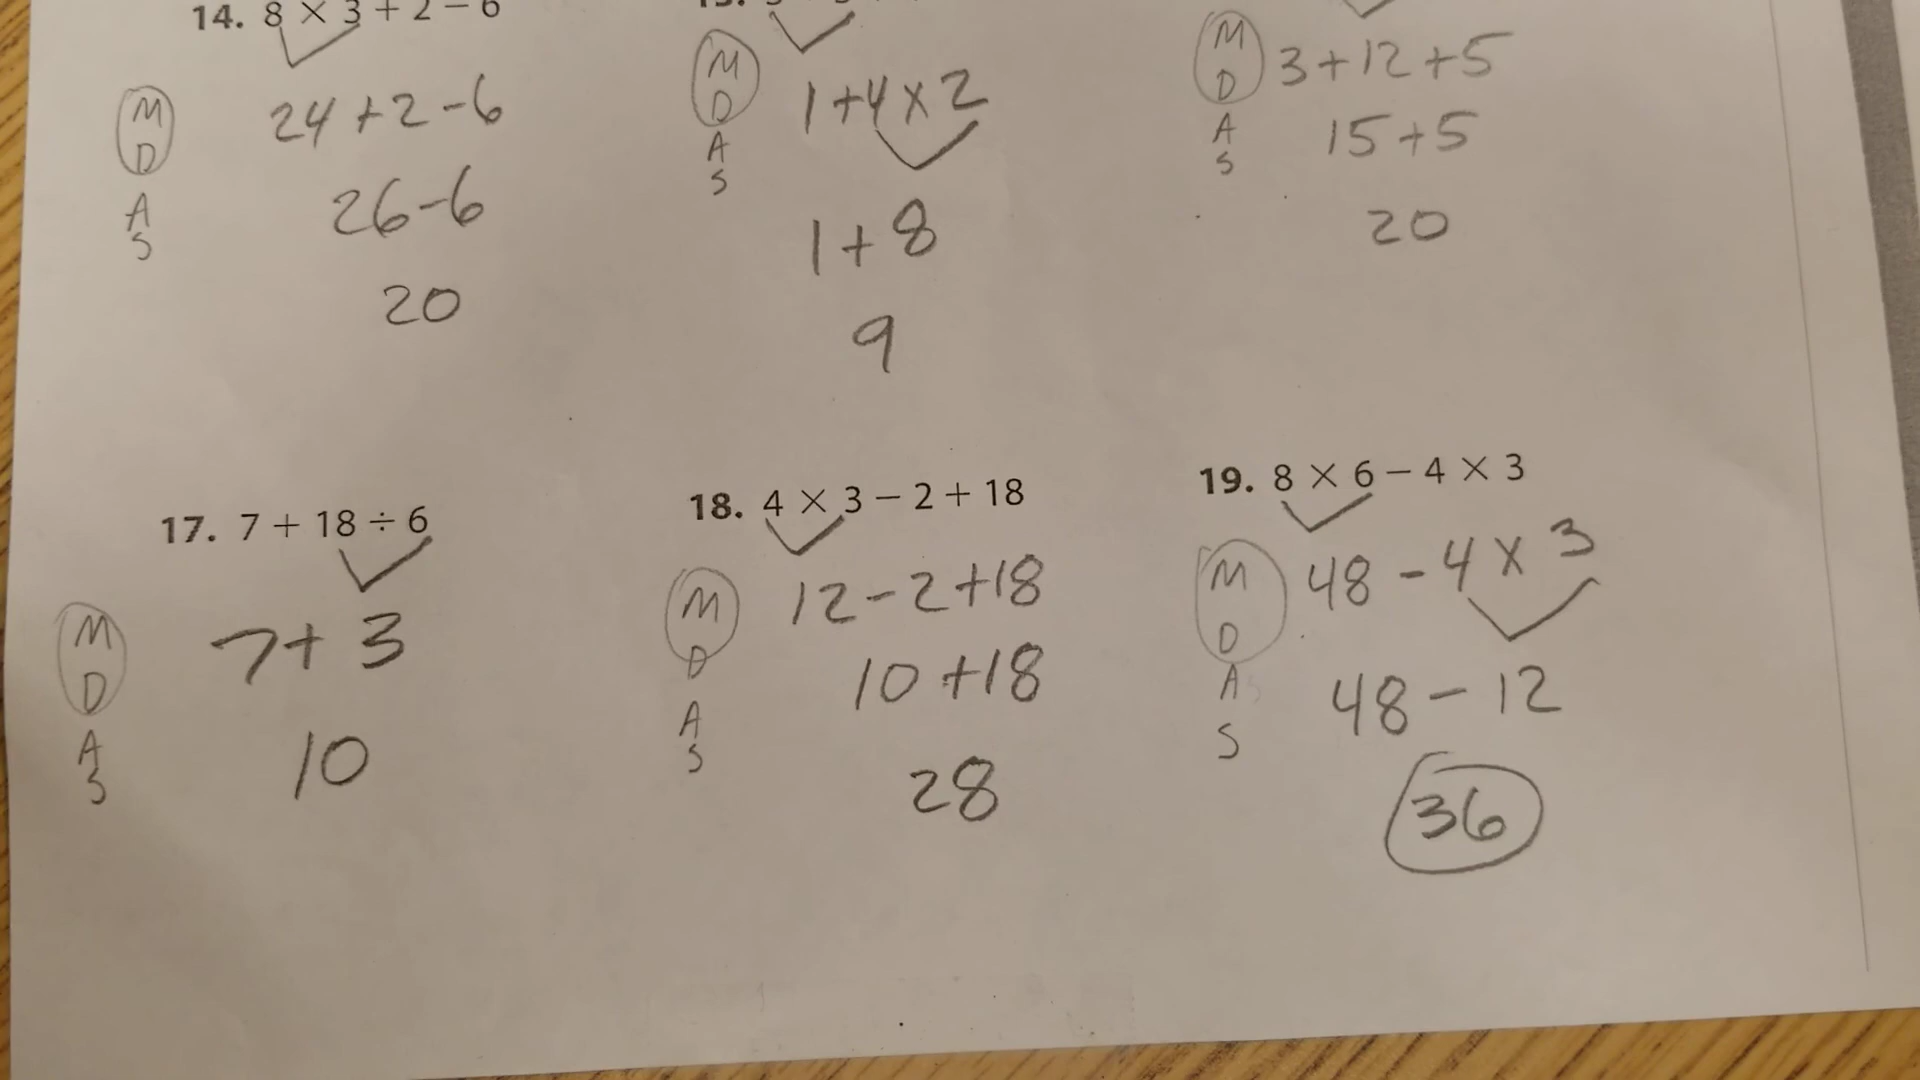 14. 8 × 3 + 2 − 6
M
D
A
S
24 + 2 - 6
26 - 6
20
M
D
A
S
1 + 4 × 2
1 + 8
9
M
D
A
S
3 + 12 + 5
15 + 5
20
17. 7 + 18 ÷ 6
M
D
A
S
7 + 3
10
18. 4 × 3 − 2 + 18
M
D
A
S
12 - 2 + 18
10 + 18
28
19. 8 × 6 − 4 × 3
M
D
A
S
48 - 4 × 3
48 - 12
36